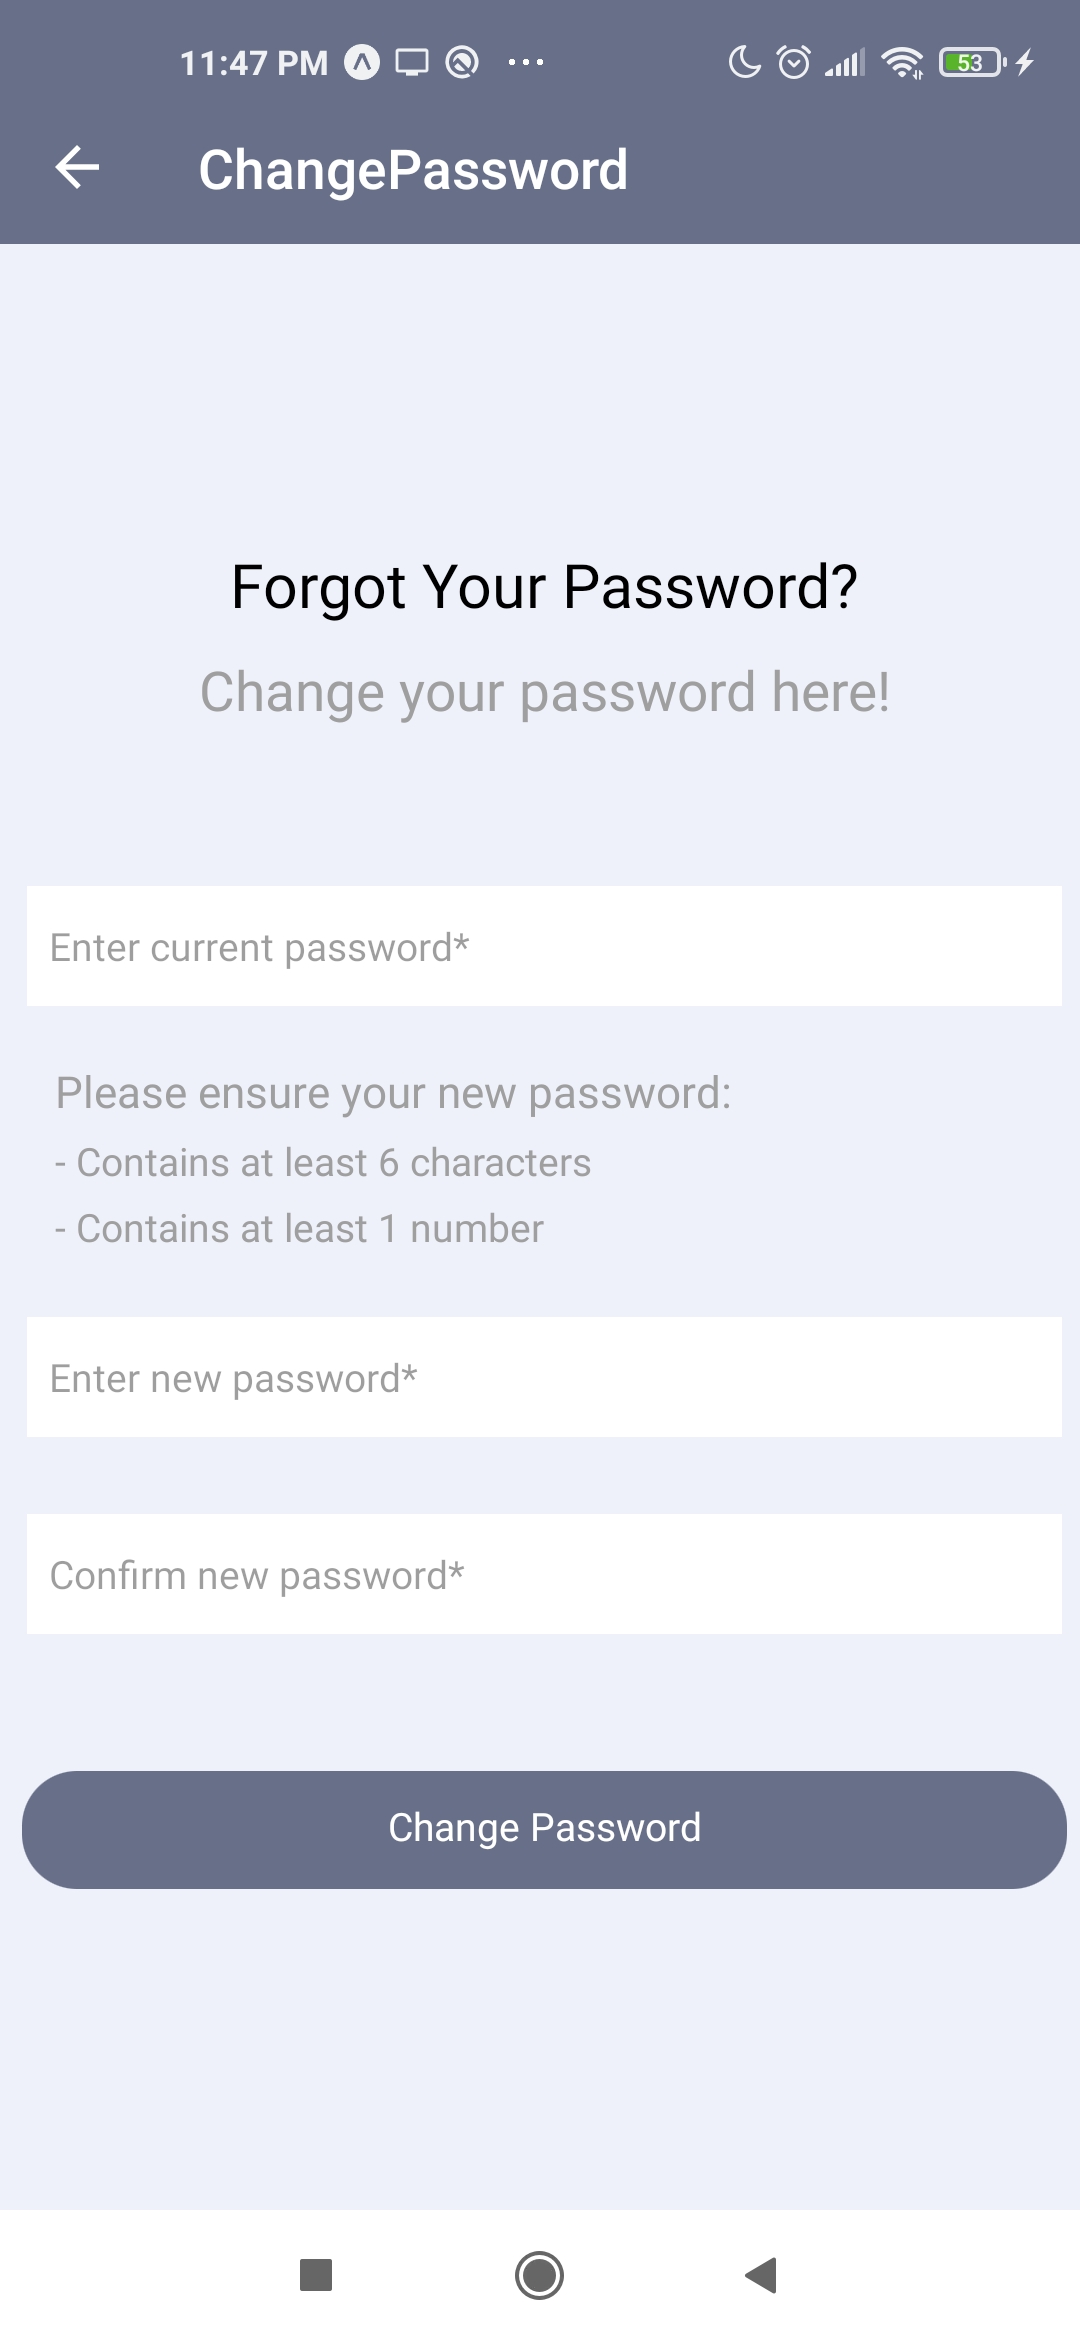 11:47 PM
53
ChangePassword
Forgot Your Password?
Change your password here!
Enter current password*
Please ensure your new password:
- Contains at least 6 characters
- Contains at least 1 number
Enter new password*
Confirm new password*
Change Password